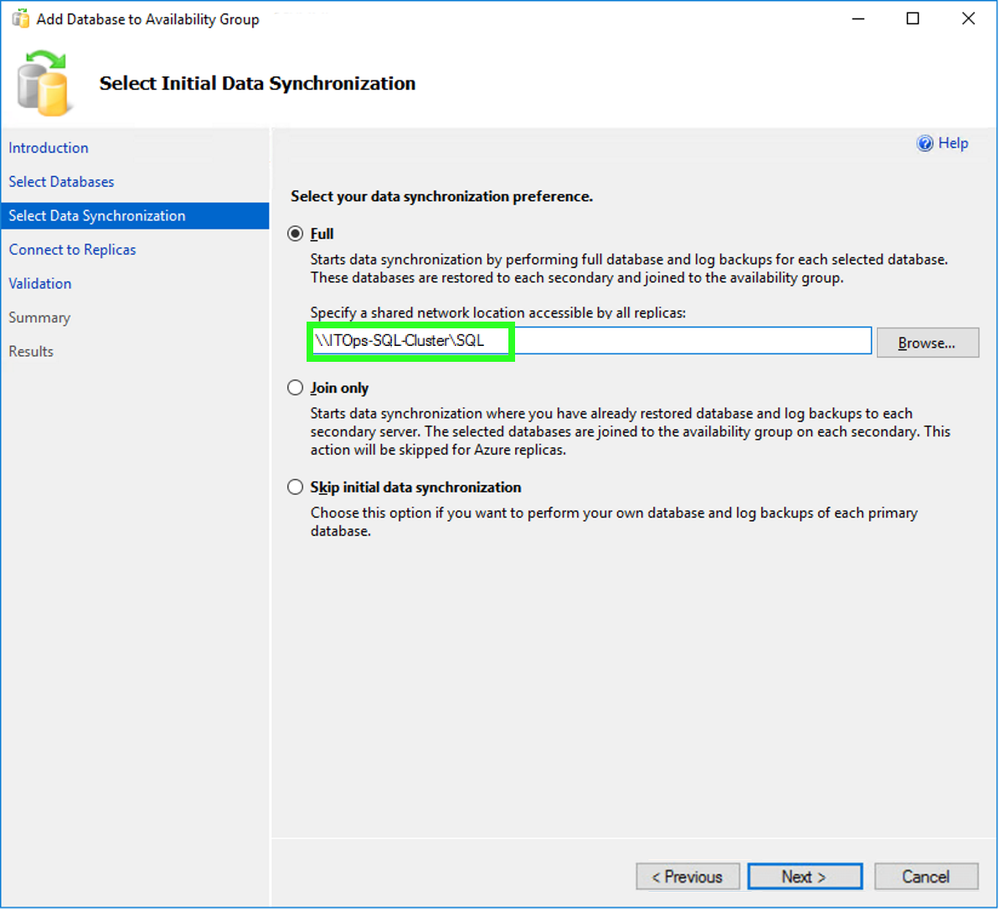 Add Database to Availability Group
Select Initial Data Synchronization
Introduction
Select Databases
Select Data Synchronization
Connect to Replicas
Validation
Summary
Results
Help
Select your data synchronization preference.
Full
Starts data synchronization by performing full database and log backups for each selected database.
These databases are restored to each secondary and joined to the availability group.
Specify a shared network location accessible by all replicas:
\\ITOps-SQL-Cluster\SQL
Browse...
Join only
Starts data synchronization where you have already restored database and log backups to each
secondary server. The selected databases are joined to the availability group on each secondary. This
action will be skipped for Azure replicas.
Skip initial data synchronization
Choose this option if you want to perform your own database and log backups of each primary
database.
< Previous
Next >
Cancel